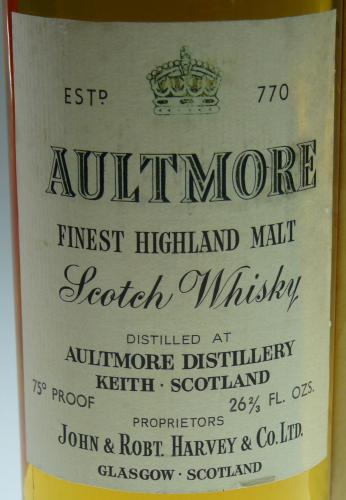 ESTᴰ 770
AULTMORE
FINEST HIGHLAND MALT
Scotch Whisky
DISTILLED AT
AULTMORE DISTILLERY
KEITH · SCOTLAND
75° PROOF 26⅔ FL. OZS.
PROPRIETORS
JOHN & ROBT. HARVEY & CO. LTD.
GLASGOW · SCOTLAND